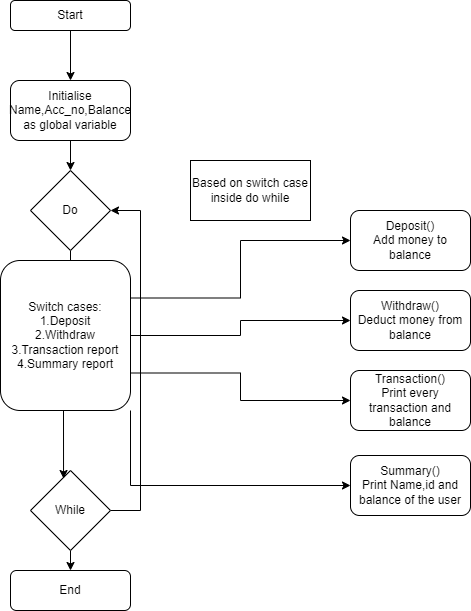 Start
Initialise
Name,Acc_no,Balance
as global variable
Do
Based on switch case
inside do while
Deposit()
Add money to
balance
Switch cases:
1.Deposit
2.Withdraw
3.Transaction report
4.Summary report
Withdraw()
Deduct money from
balance
Transaction()
Print every
transaction and
balance
Summary()
Print Name,id and
balance of the user
While
End